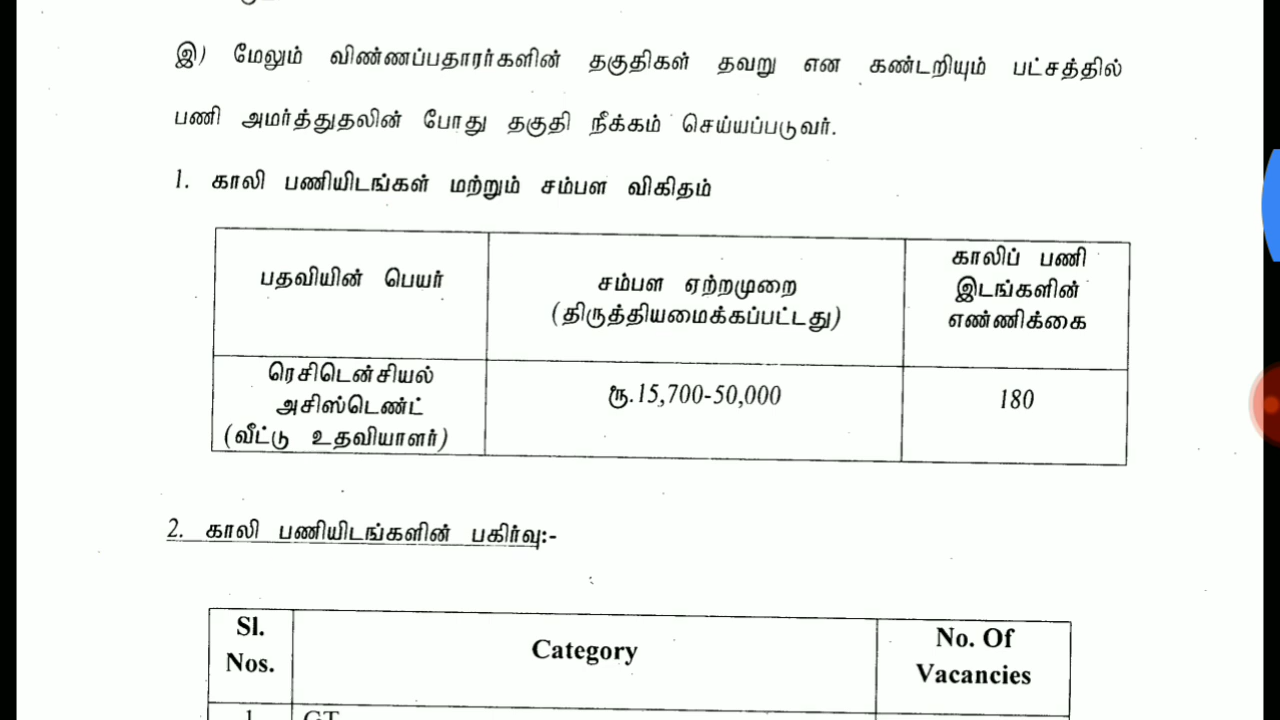 இ) மேலும் விண்ணப்பதாரர்களின் தகுதிகள் தவறு என கண்டறியும் பட்சத்தில்
பணி அமர்த்துதலின் போது தகுதி நீக்கம் செய்யப்படுவர்.
1. காலி பணியிடங்கள் மற்றும் சம்பள விகிதம்
பதவியின் பெயர்
சம்பள ஏற்றமுறை
(திருத்தியமைக்கப்பட்டது)
காலிப் பணி
இடங்களின்
எண்ணிக்கை
ரெசிடென்சியல்
அசிஸ்டெண்ட்
(வீட்டு உதவியாளர்)
ரூ.15,700-50,000
180
2. காலி பணியிடங்களின் பகிர்வு:-
Sl.
Nos.
Category
No. Of
Vacancies
1
GT